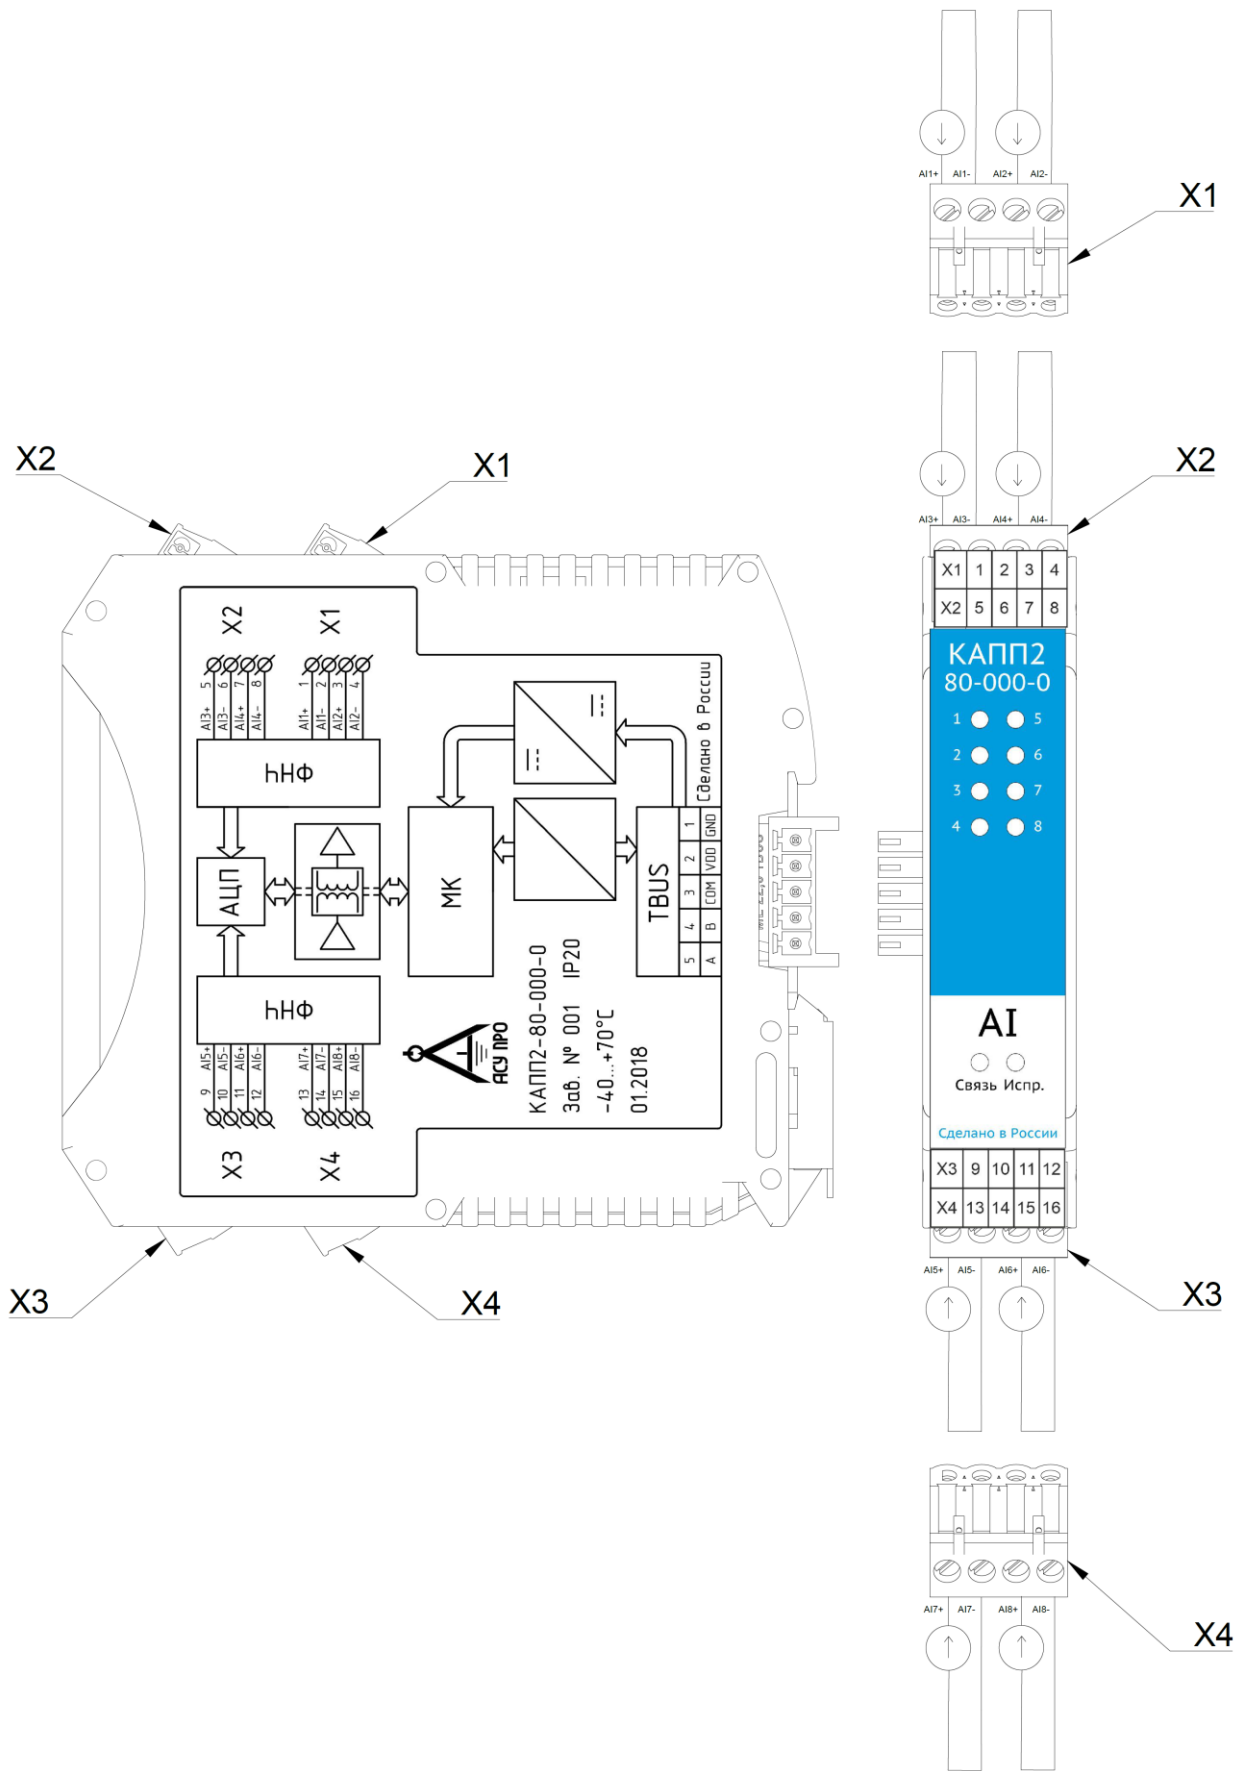 X2
X1
X3
X4
X2
X1
5
6
7
8
AI3+
AI3-
AI4+
AI4-
1
2
3
4
AI1+
AI1-
AI2+
AI2-
ФНЧ
АЦП
МК
ФНЧ
9
10
11
12
AI5+
AI5-
AI6+
AI6-
13
14
15
16
AI7+
AI7-
AI8+
AI8-
X3
X4
TBUS
5 4 3 2 1
A B COM VDD GND
Сделано в России
АСУ ПРО
КАПП2-80-000-0
Зав. № 001 IP20
-40...+70°C
01.2018
AI1+ AI1- AI2+ AI2-
X1
AI3+ AI3- AI4+ AI4-
X2
X1 1 2 3 4
X2 5 6 7 8
КАПП2
80-000-0
1 5
2 6
3 7
4 8
AI
Связь Испр.
Сделано в России
X3 9 10 11 12
X4 13 14 15 16
AI5+ AI5- AI6+ AI6-
X3
AI7+ AI7- AI8+ AI8-
X4